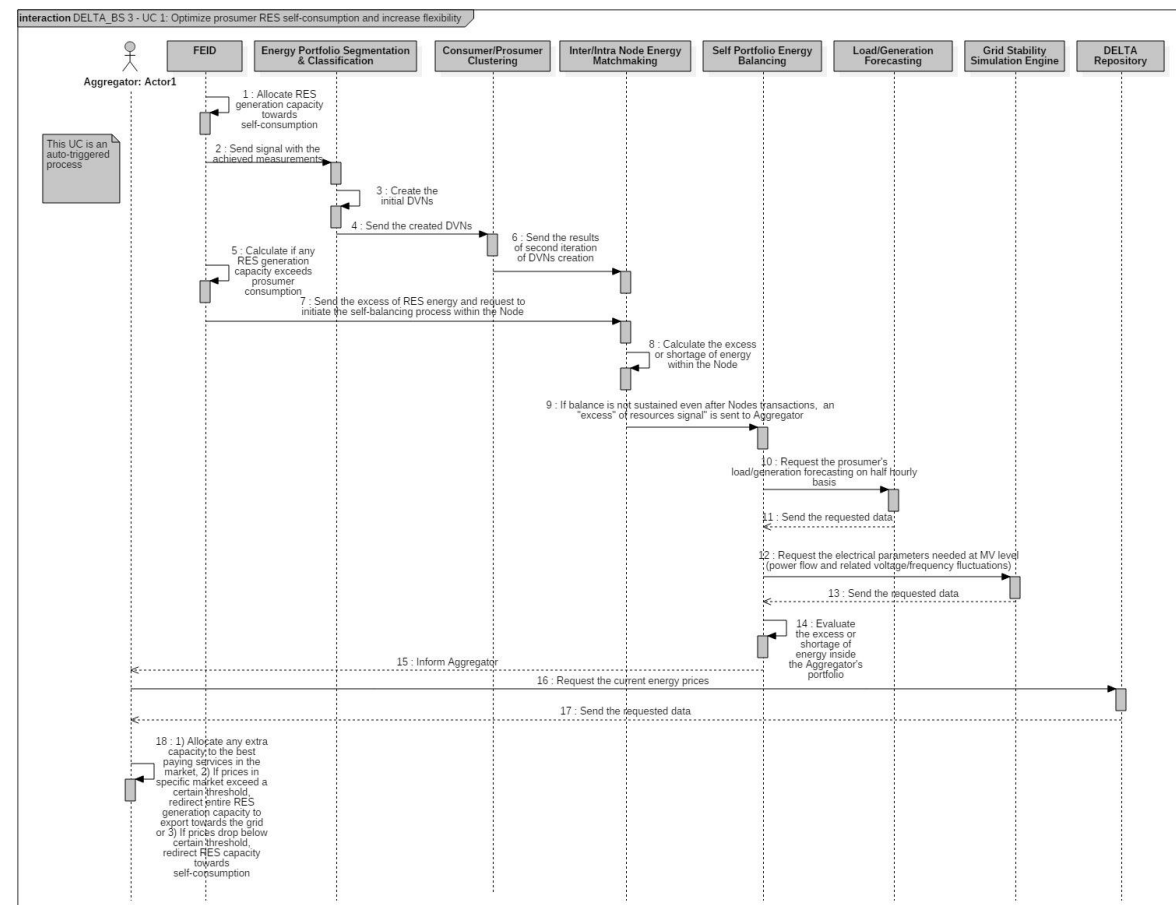 interaction DELTA_BS 3 - UC 1: Optimize prosumer RES self-consumption and increase flexibility
Aggregator: Actor1
FEID
Energy Portfolio Segmentation
& Classification
Consumer/Prosumer
Clustering
Inter/Intra Node Energy
Matchmaking
Self Portfolio Energy
Balancing
Load/Generation
Forecasting
Grid Stability
Simulation Engine
DELTA
Repository
This UC is an
auto-triggered
process
1 : Allocate RES
generation capacity
towards
self-consumption
2 : Send signal with the
achieved measurements
3 : Create the
initial DVNs
4 : Send the created DVNs
5 : Calculate if any
RES generation
capacity exceeds
prosumer
consumption
6 : Send the results
of second iteration
of DVNs creation
7 : Send the excess of RES energy and request to
initiate the self-balancing process within the Node
8 : Calculate the excess
or shortage of energy
within the Node
9 : If balance is not sustained even after Nodes transactions, an
"excess" of resources signal" is sent to Aggregator
10 : Request the prosumer's
load/generation forecasting on half hourly
basis
11 : Send the requested data
12 : Request the electrical parameters needed at MV level
(power flow and related voltage/frequency fluctuations)
13 : Send the requested data
14 : Evaluate
the excess or
shortage of
energy inside
the Aggregator's
portfolio
15 : Inform Aggregator
16 : Request the current energy prices
17 : Send the requested data
18 : 1) Allocate any extra
capacity to the best
paying services in the
market, 2) If prices in
specific market exceed a
certain threshold,
redirect entire RES
generation capacity to
export towards the grid
or 3) If prices drop below
certain threshold,
redirect RES capacity
towards
self-consumption